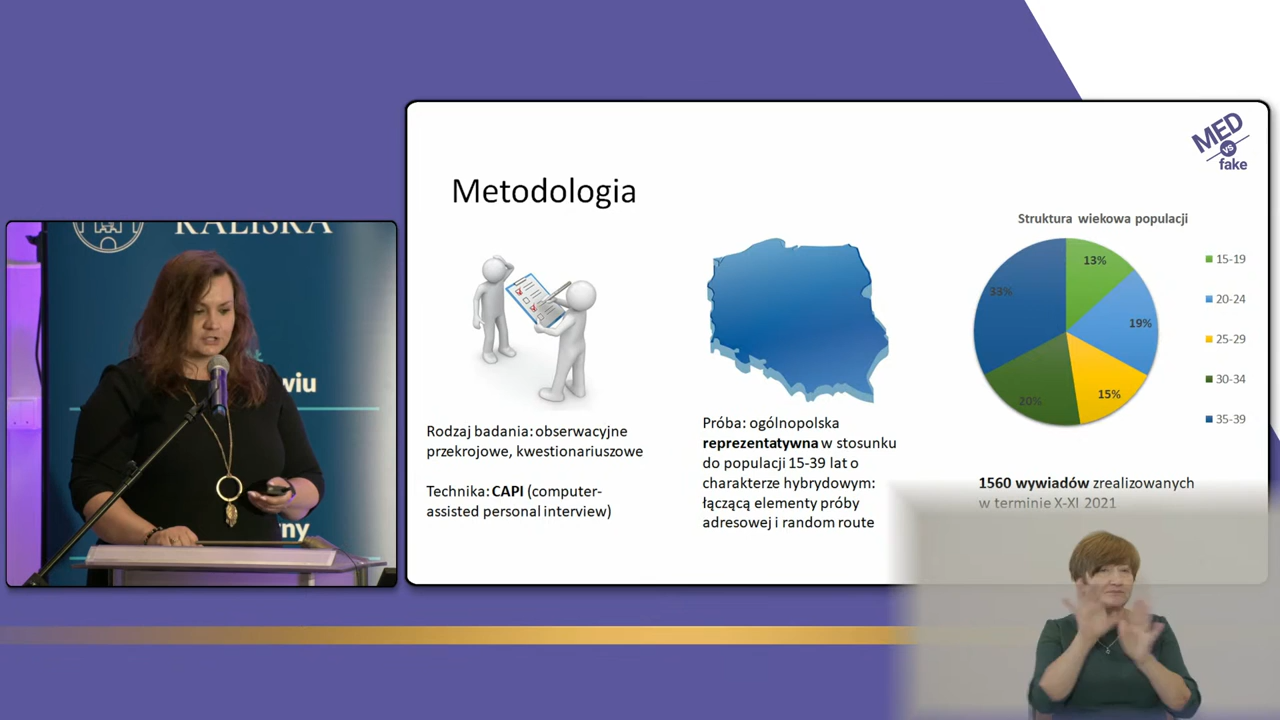 KALISKA
wiu
ny
MED
vs
fake
Metodologia
Rodzaj badania: obserwacyjne
przekrojowe, kwestionariuszowe
Technika: CAPI (computer-
assisted personal interview)
Próba: ogólnopolska
reprezentatywna w stosunku
do populacji 15-39 lat o
charakterze hybrydowym:
łączącą elementy próby
adresowej i random route
Struktura wiekowa populacji
13%
19%
15%
20%
33%
15-19
20-24
25-29
30-34
35-39
1560 wywiadów zrealizowanych
w terminie X-XI 2021